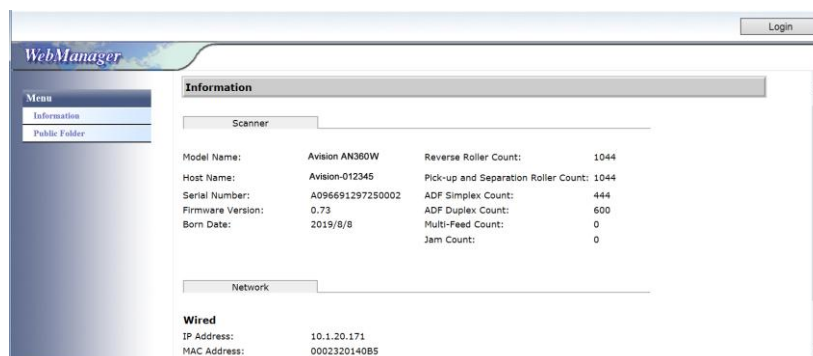 Login
WebManager
Menu
Information
Public Folder
Information
Scanner
Model Name: Avision AN360W Reverse Roller Count: 1044
Host Name: Avision-012345 Pick-up and Separation Roller Count: 1044
Serial Number: A096691297250002 ADF Simplex Count: 444
Firmware Version: 0.73 ADF Duplex Count: 600
Born Date: 2019/8/8 Multi-Feed Count: 0
Jam Count: 0
Network
Wired
IP Address: 10.1.20.171
MAC Address: 0002320140B5